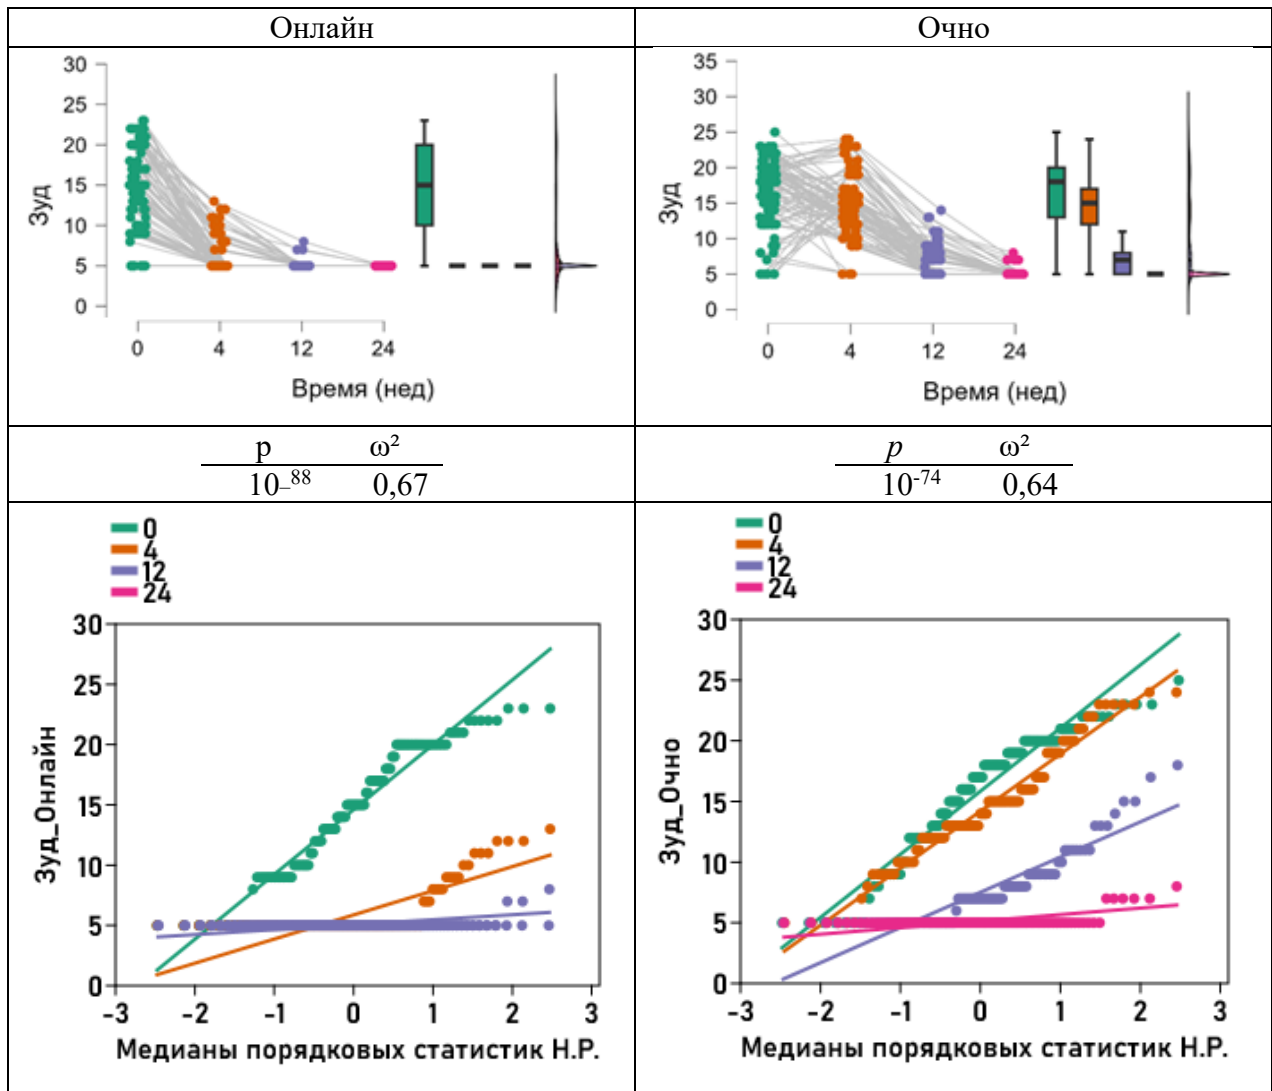 Онлайн
Очно
30
25
20
15
10
5
0
Зуд
0 4 12 24
Время (нед)
35
30
25
20
15
10
5
0
Зуд
0 4 12 24
Время (нед)
p ω²
10₋⁸⁸ 0,67
p ω²
10⁻⁷⁴ 0,64
0
4
12
24
30
25
20
15
10
5
0
Зуд_Онлайн
-3 -2 -1 0 1 2 3
Медианы порядковых статистик Н.Р.
0
4
12
24
30
25
20
15
10
5
0
Зуд_Очно
-3 -2 -1 0 1 2 3
Медианы порядковых статистик Н.Р.